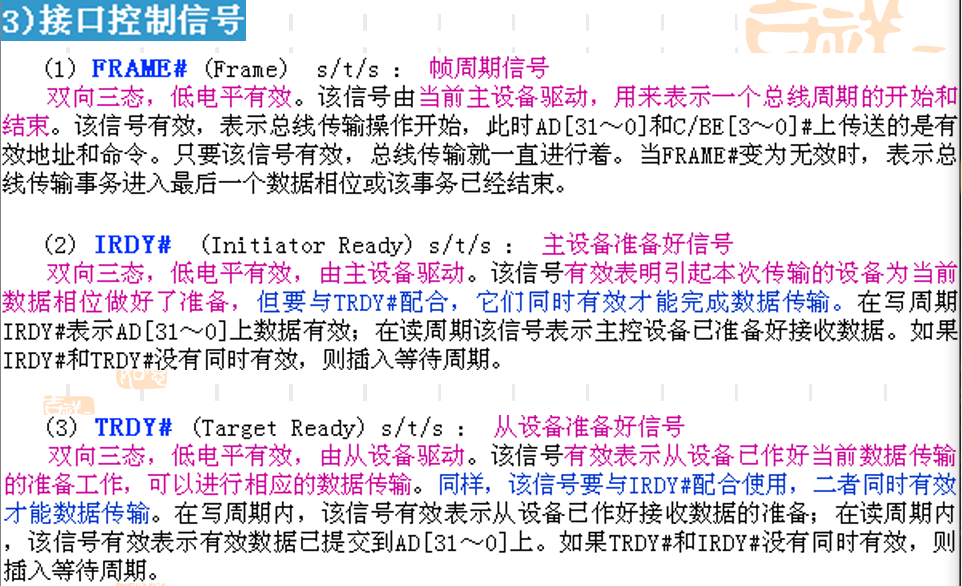 3)接口控制信号
(1) FRAME# (Frame) s/t/s： 帧周期信号
双向三态，低电平有效。该信号由当前主设备驱动，用来表示一个总线周期的开始和
结束。该信号有效，表示总线传输操作开始，此时AD[31～0]和C/BE[3～0]#上传送的是有
效地址和命令。只要该信号有效，总线传输就一直进行着。当FRAME#变为无效时，表示总
线传输事务进入最后一个数据相位或该事务已经结束。
(2) IRDY# (Initiator Ready) s/t/s： 主设备准备好信号
双向三态，低电平有效，由主设备驱动。该信号有效表明引起本次传输的设备为当前
数据相位做好了准备，但要与TRDY#配合，它们同时有效才能完成数据传输。在写周期
IRDY#表示AD[31～0]上数据有效；在读周期该信号表示主控设备已准备好接收数据。如果
IRDY#和TRDY#没有同时有效，则插入等待周期。
(3) TRDY# (Target Ready) s/t/s： 从设备准备好信号
双向三态，低电平有效，由从设备驱动。该信号有效表示从设备已作好当前数据传输
的准备工作，可以进行相应的数据传输。同样，该信号要与IRDY#配合使用，二者同时有效
才能数据传输。在写周期内，该信号有效表示从设备已作好接收数据的准备；在读周期内
，该信号有效表示有效数据已提交到AD[31～0]上。如果TRDY#和IRDY#没有同时有效，则
插入等待周期。